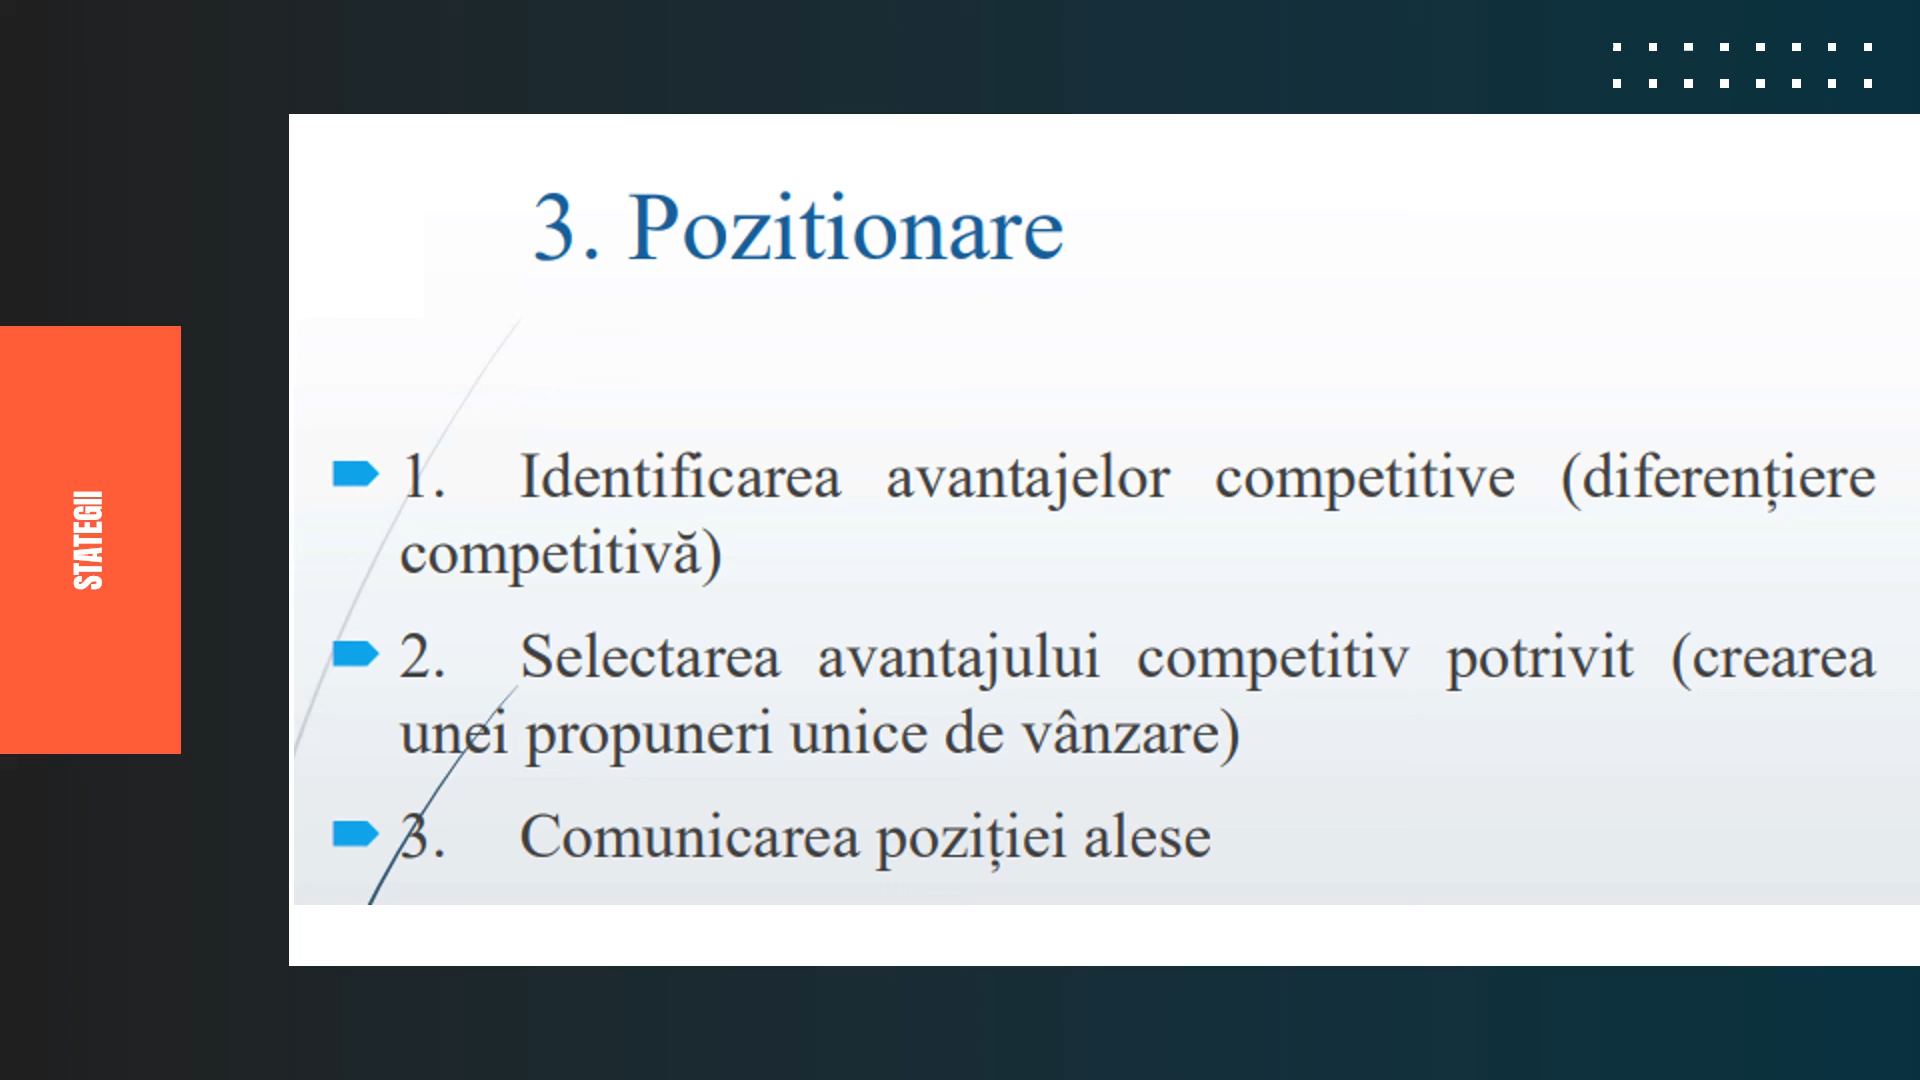 3. Pozitionare
STATEGII
1. Identificarea avantajelor competitive (diferențiere
competitivă)
2. Selectarea avantajului competitiv potrivit (crearea
unei propuneri unice de vânzare)
3. Comunicarea poziției alese